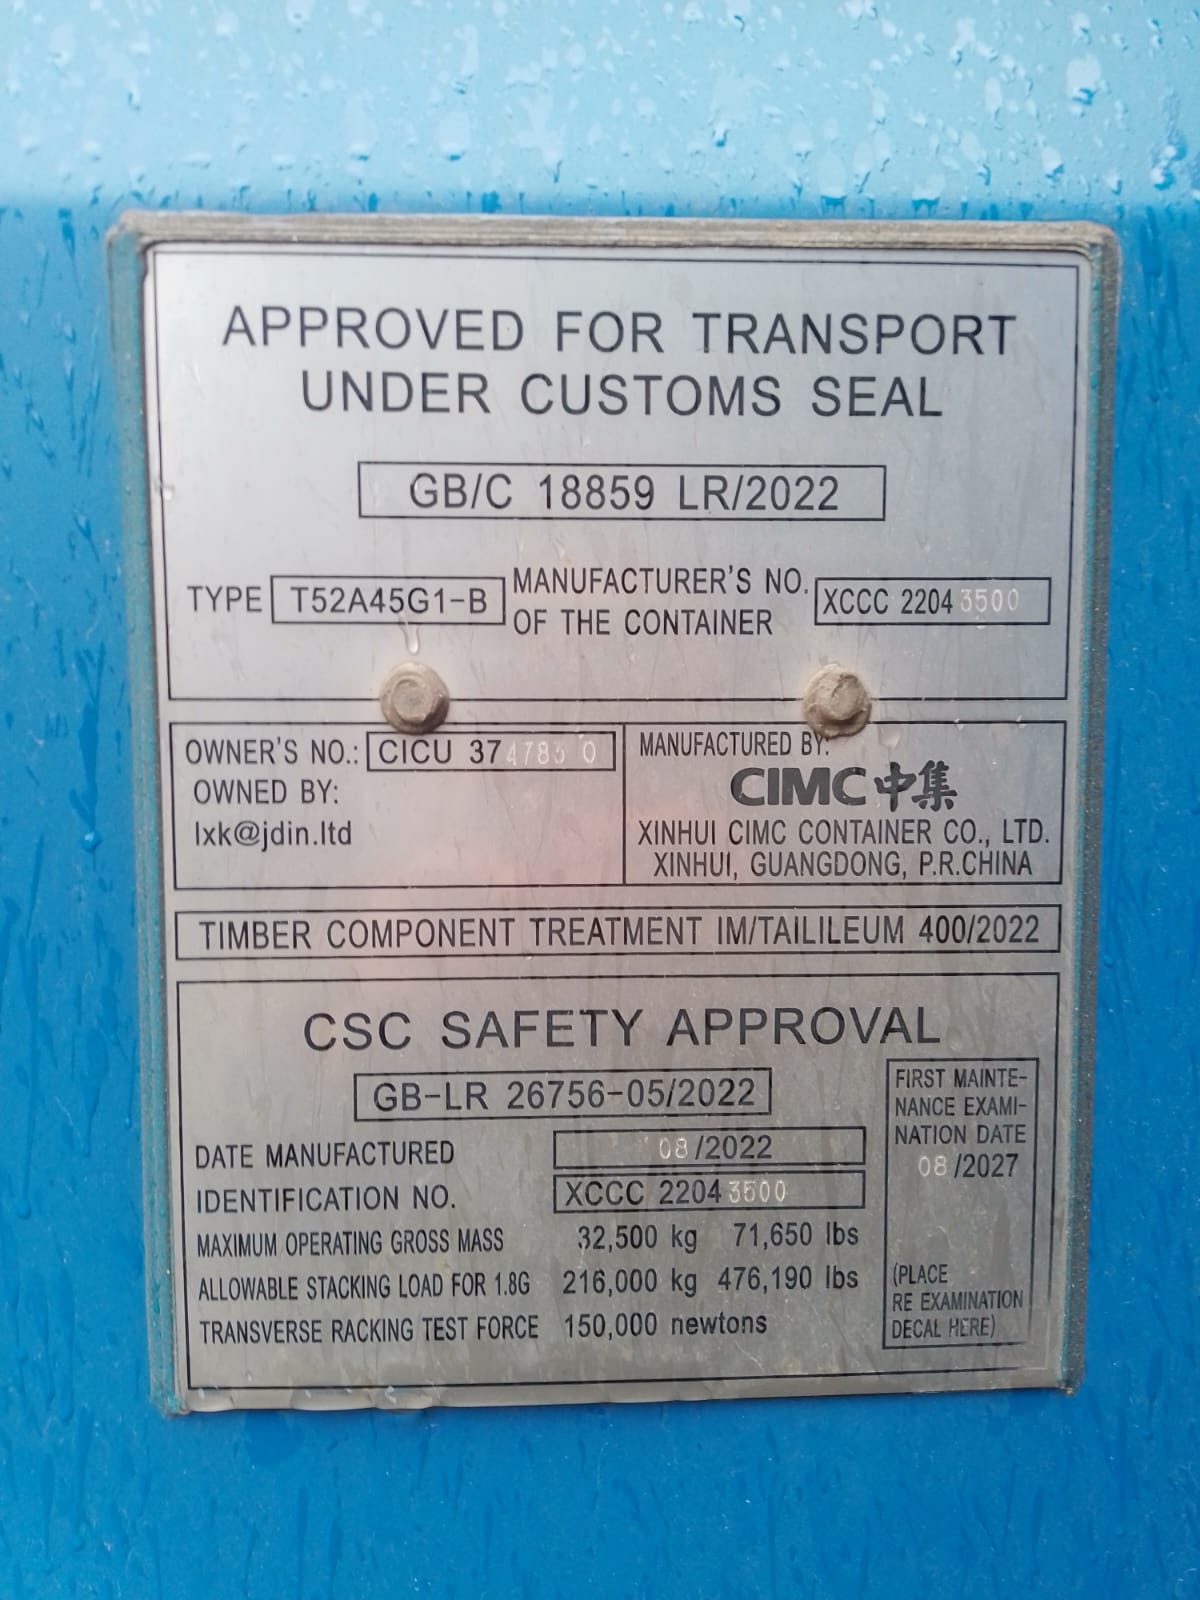 APPROVED FOR TRANSPORT
UNDER CUSTOMS SEAL
GB/C 18859 LR/2022
TYPE T52A45G1-B MANUFACTURER'S NO. OF THE CONTAINER XCCC 2204 3500
OWNER'S NO.: CICU 374783 0
OWNED BY:
lxk@jdin.ltd
MANUFACTURED BY:
CIMC中集
XINHUI CIMC CONTAINER CO., LTD.
XINHUI, GUANGDONG, P.R.CHINA
TIMBER COMPONENT TREATMENT IM/TAILILEUM 400/2022
CSC SAFETY APPROVAL
GB-LR 26756-05/2022
DATE MANUFACTURED 08/2022
IDENTIFICATION NO. XCCC 2204 3500
MAXIMUM OPERATING GROSS MASS 32,500 kg 71,650 lbs
ALLOWABLE STACKING LOAD FOR 1.8G 216,000 kg 476,190 lbs
TRANSVERSE RACKING TEST FORCE 150,000 newtons
FIRST MAINTE-
NANCE EXAMI-
NATION DATE
08/2027
(PLACE
RE EXAMINATION
DECAL HERE)